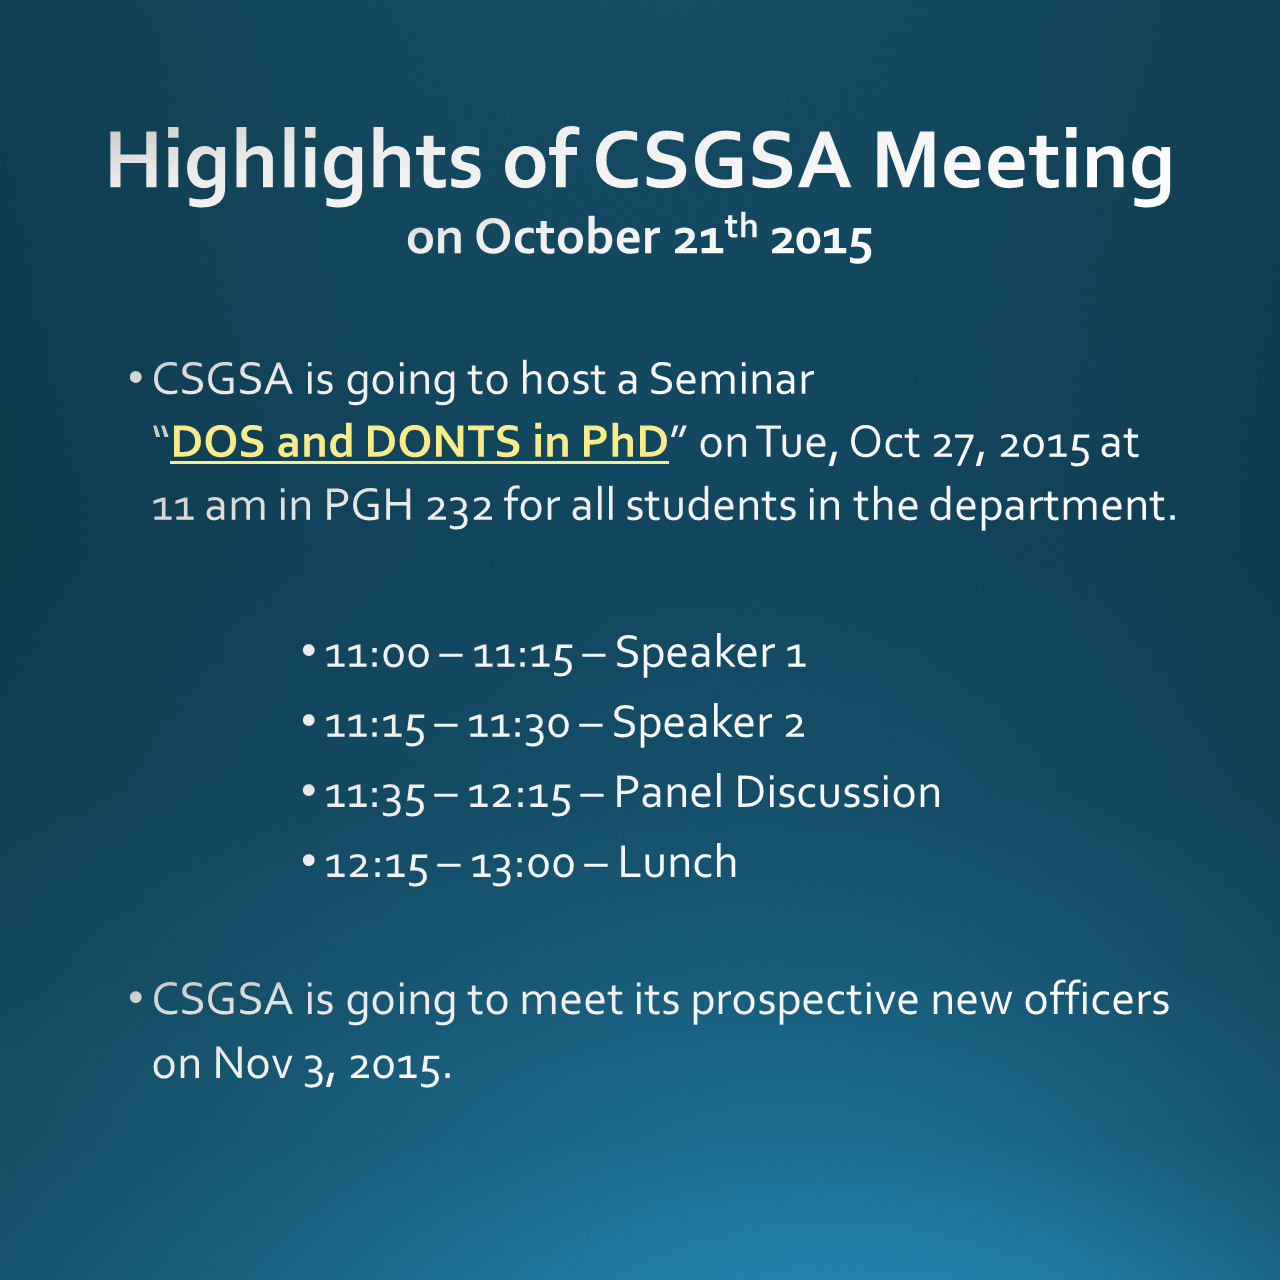 Highlights of CSGSA Meeting
on October 21th 2015
• CSGSA is going to host a Seminar
“DOS and DONTS in PhD” on Tue, Oct 27, 2015 at
11 am in PGH 232 for all students in the department.
• 11:00 – 11:15 – Speaker 1
• 11:15 – 11:30 – Speaker 2
• 11:35 – 12:15 – Panel Discussion
• 12:15 – 13:00 – Lunch
• CSGSA is going to meet its prospective new officers
on Nov 3, 2015.